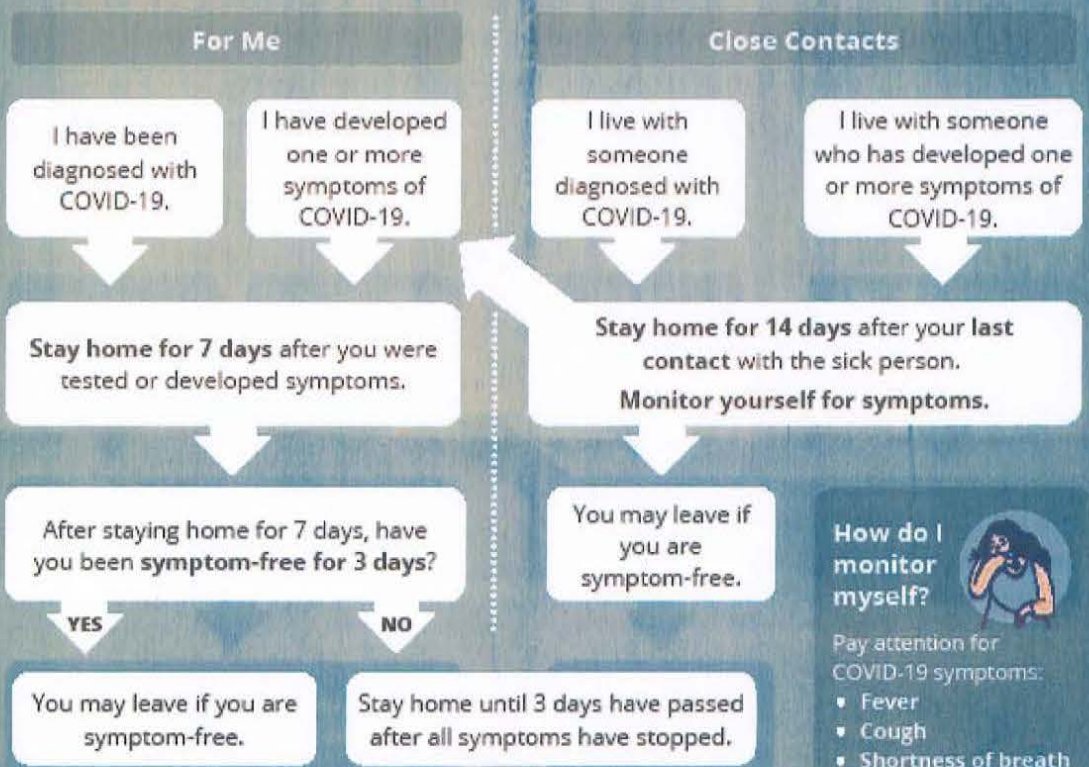 For Me
I have been
diagnosed with
COVID-19.
I have developed
one or more
symptoms of
COVID-19.
Stay home for 7 days after you were
tested or developed symptoms.
After staying home for 7 days, have
you been symptom-free for 3 days?
YES
NO
You may leave if you are
symptom-free.
Stay home until 3 days have passed
after all symptoms have stopped.
Close Contacts
I live with
someone
diagnosed with
COVID-19.
I live with someone
who has developed one
or more symptoms of
COVID-19.
Stay home for 14 days after your last
contact with the sick person.
Monitor yourself for symptoms.
You may leave if
you are
symptom-free.
How do I
monitor
myself?
Pay attention for
COVID-19 symptoms:
• Fever
• Cough
• Shortness of breath